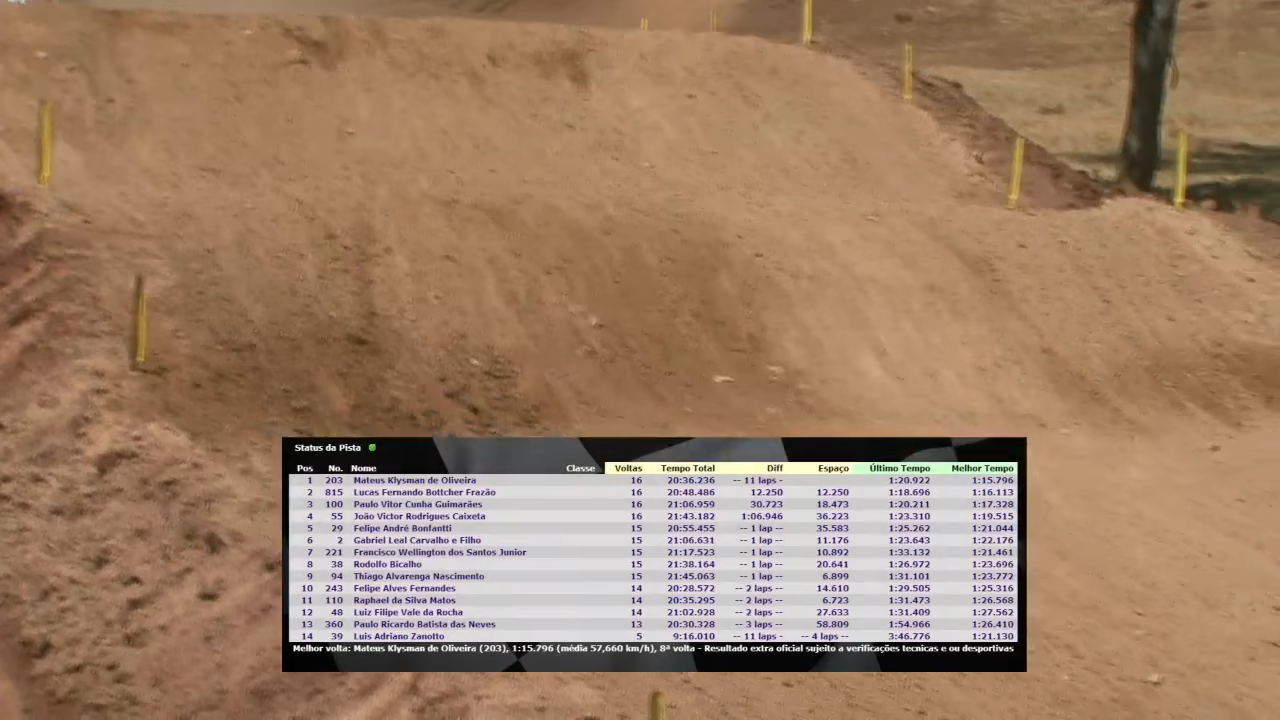 Status da Pista
Pos No. Nome Classe Voltas Tempo Total Diff Espaço Último Tempo Melhor Tempo
1 203 Mateus Klysman de Oliveira 16 20:36.236 -- 11 laps - 1:20.922 1:15.796
2 815 Lucas Fernando Bottcher Frazão 16 20:48.486 12.250 12.250 1:18.696 1:16.113
3 100 Paulo Vitor Cunha Guimarães 16 21:06.959 30.723 18.473 1:20.211 1:17.328
4 55 João Victor Rodrigues Caixeta 16 21:43.182 1:06.946 36.223 1:23.310 1:19.515
5 29 Felipe André Bonfantti 15 20:55.455 -- 1 lap -- 35.583 1:25.262 1:21.044
6 2 Gabriel Leal Carvalho e Filho 15 21:06.631 -- 1 lap -- 11.176 1:23.643 1:22.176
7 221 Francisco Wellington dos Santos Junior 15 21:17.523 -- 1 lap -- 10.892 1:33.132 1:21.461
8 38 Rodolfo Bicalho 15 21:38.164 -- 1 lap -- 20.641 1:26.972 1:23.696
9 94 Thiago Alvarenga Nascimento 15 21:45.063 -- 1 lap -- 6.899 1:31.101 1:23.772
10 243 Felipe Alves Fernandes 14 20:28.572 -- 2 laps -- 14.610 1:29.505 1:25.316
11 110 Raphael da Silva Matos 14 20:35.295 -- 2 laps -- 6.723 1:31.473 1:26.568
12 48 Luiz Filipe Vale da Rocha 14 21:02.928 -- 2 laps -- 27.633 1:31.409 1:27.562
13 360 Paulo Ricardo Batista das Neves 13 20:30.328 -- 3 laps -- 58.809 1:54.966 1:26.410
14 39 Luis Adriano Zanotto 5 9:16.010 -- 11 laps - -- 4 laps -- 3:46.776 1:21.130
Melhor volta: Mateus Klysman de Oliveira (203), 1:15.796 (média 57,660 km/h), 8ª volta - Resultado extra oficial sujeito a verificações tecnicas e ou desportivas